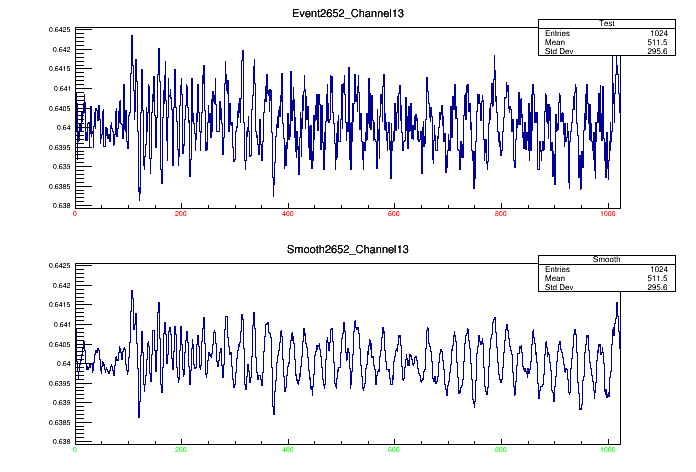 Event2652_Channel13
Test
Entries 1024
Mean 511.5
Std Dev 295.6
0.6425
0.642
0.6415
0.641
0.6405
0.64
0.6395
0.639
0.6385
0.638
0 200 400 600 800 1000
Smooth2652_Channel13
Smooth
Entries 1024
Mean 511.5
Std Dev 295.6
0.6425
0.642
0.6415
0.641
0.6405
0.64
0.6395
0.639
0.6385
0.638
0 200 400 600 800 1000